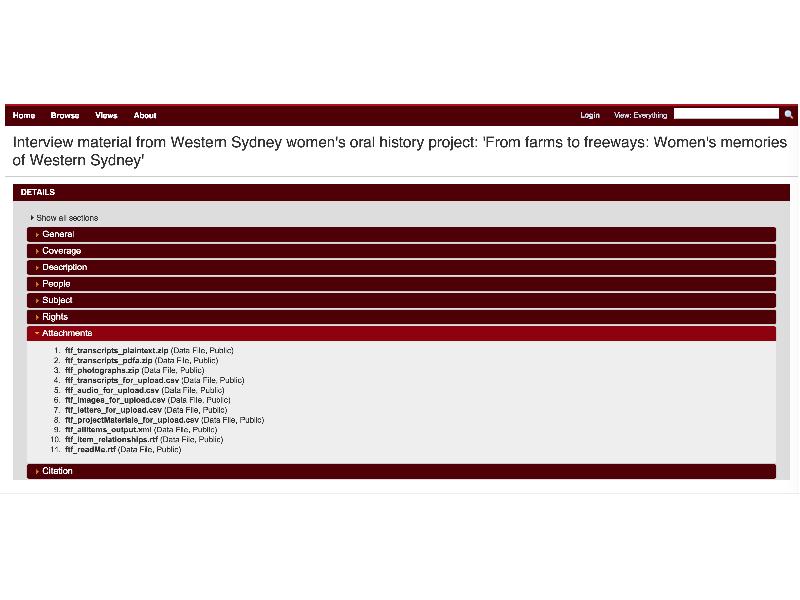 Home Browse Views About Login View: Everything
Interview material from Western Sydney women's oral history project: 'From farms to freeways: Women's memories
of Western Sydney'
DETAILS
Show all sections
General
Coverage
Description
People
Subject
Rights
Attachments
1. ftf_transcripts_plaintext.zip (Data File, Public)
2. ftf_transcripts_pdfa.zip (Data File, Public)
3. ftf_photographs.zip (Data File, Public)
4. ftf_transcripts_for_upload.csv (Data File, Public)
5. ftf_audio_for_upload.csv (Data File, Public)
6. ftf_images_for_upload.csv (Data File, Public)
7. ftf_letters_for_upload.csv (Data File, Public)
8. ftf_projectMaterials_for_upload.csv (Data File, Public)
9. ftf_allitems_output.xml (Data File, Public)
10. ftf_item_relationships.rtf (Data File, Public)
11. ftf_readMe.rtf (Data File, Public)
Citation